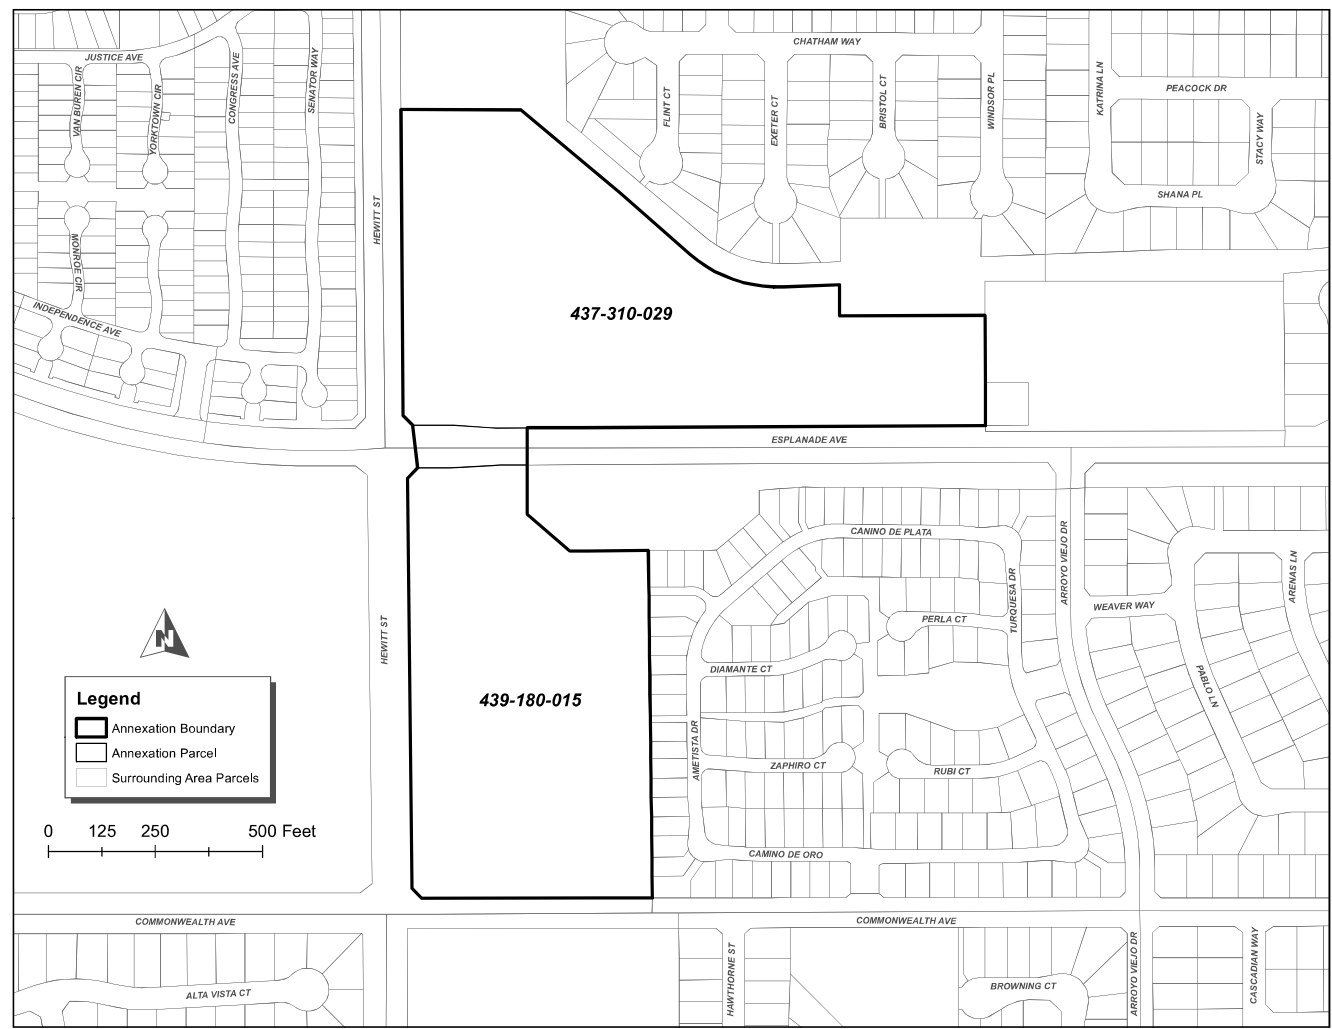 CHATHAM WAY
JUSTICE AVE
PEACOCK DR
VAN BUREN CIR
YORKTOWN CIR
CONGRESS AVE
SENATOR WAY
FLINT CT
EXETER CT
BRISTOL CT
WINDSOR PL
KATRINA LN
STACY WAY
SHANA PL
HEWITT ST
MONROE CIR
INDEPENDENCE AVE
437-310-029
ESPLANADE AVE
CANINO DE PLATA
ARROYO VIEJO DR
TURQUESA DR
ARENAS LN
WEAVER WAY
PERLA CT
HEWITT ST
N
DIAMANTE CT
PABLO LN
439-180-015
Legend
Annexation Boundary
Annexation Parcel
Surrounding Area Parcels
AMETISTA DR
ZAPHIRO CT
RUBI CT
0 125 250 500 Feet
CAMINO DE ORO
COMMONWEALTH AVE
COMMONWEALTH AVE
HAWTHORNE ST
ARROYO VIEJO DR
CASCADIAN WAY
ALTA VISTA CT
BROWNING CT